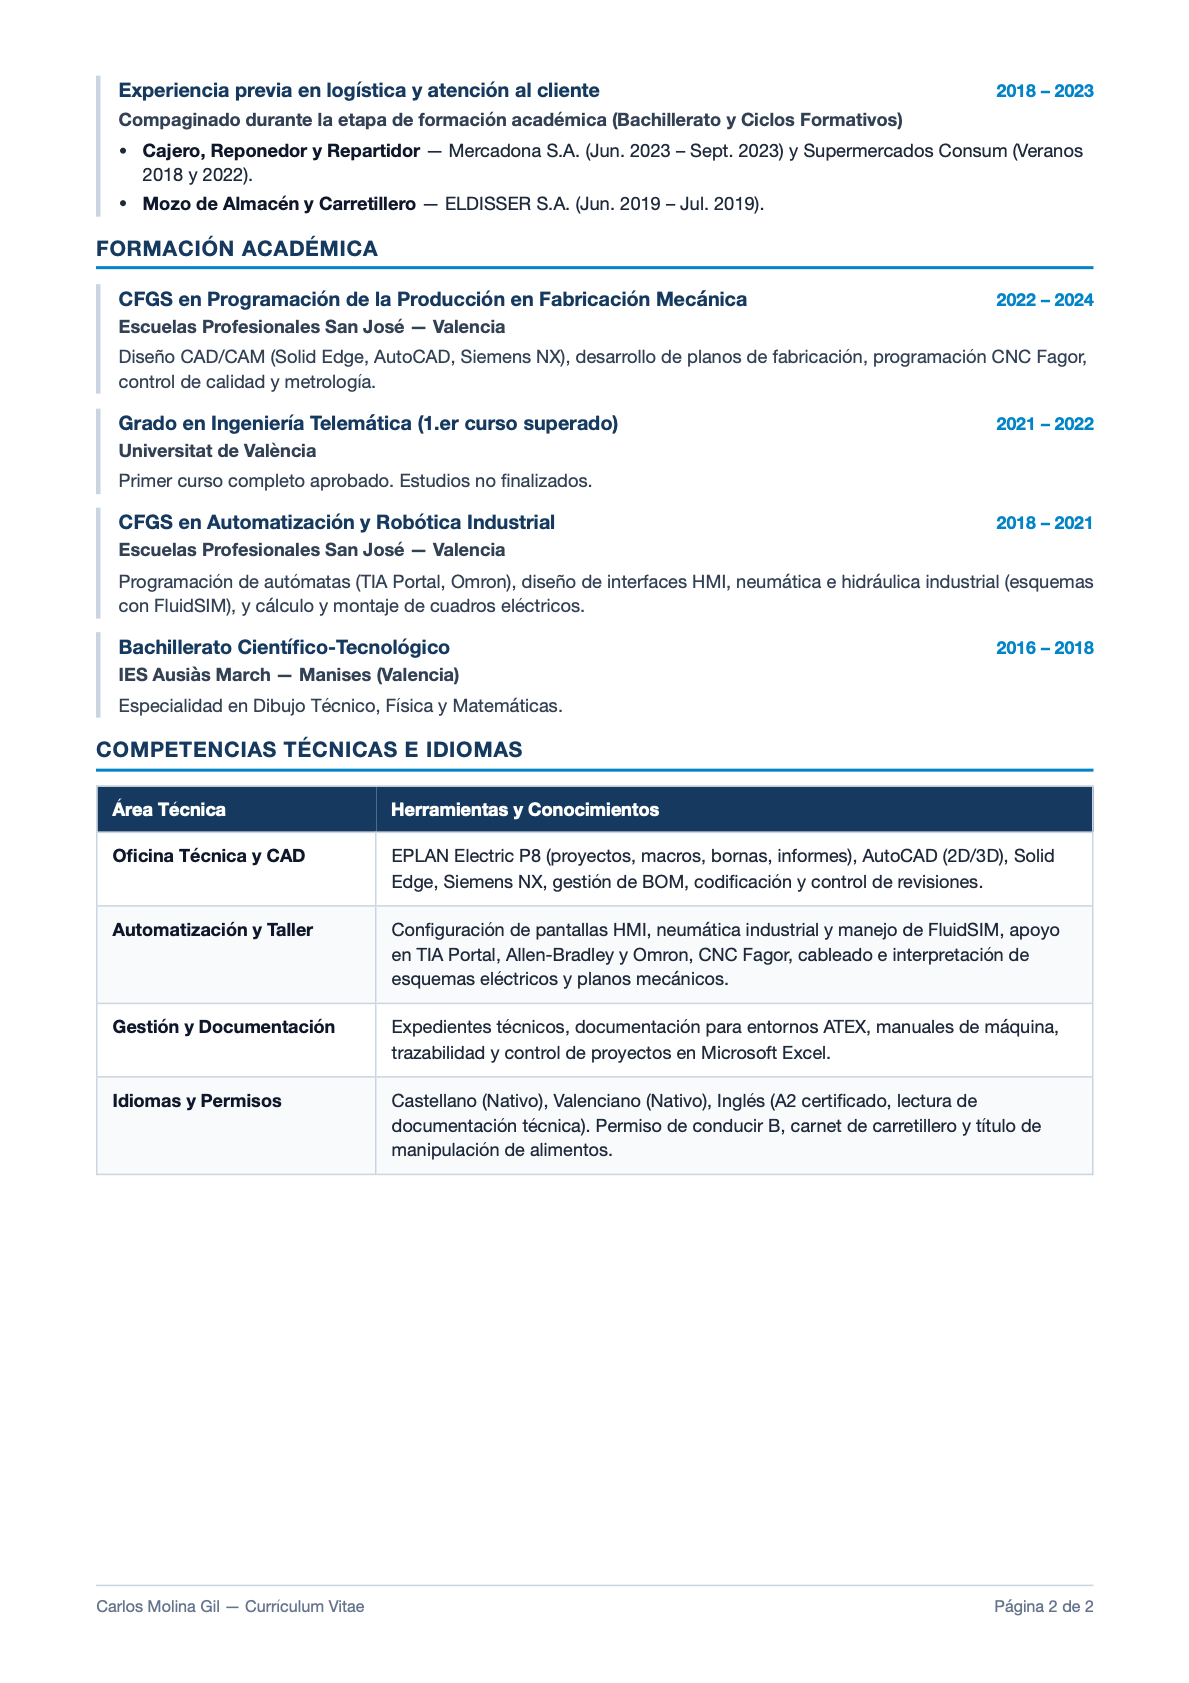 Experiencia previa en logística y atención al cliente 2018 – 2023
Compaginado durante la etapa de formación académica (Bachillerato y Ciclos Formativos)
• Cajero, Reponedor y Repartidor — Mercadona S.A. (Jun. 2023 – Sept. 2023) y Supermercados Consum (Veranos
2018 y 2022).
• Mozo de Almacén y Carretillero — ELDISSER S.A. (Jun. 2019 – Jul. 2019).
FORMACIÓN ACADÉMICA
CFGS en Programación de la Producción en Fabricación Mecánica 2022 – 2024
Escuelas Profesionales San José — Valencia
Diseño CAD/CAM (Solid Edge, AutoCAD, Siemens NX), desarrollo de planos de fabricación, programación CNC Fagor,
control de calidad y metrología.
Grado en Ingeniería Telemática (1.er curso superado) 2021 – 2022
Universitat de València
Primer curso completo aprobado. Estudios no finalizados.
CFGS en Automatización y Robótica Industrial 2018 – 2021
Escuelas Profesionales San José — Valencia
Programación de autómatas (TIA Portal, Omron), diseño de interfaces HMI, neumática e hidráulica industrial (esquemas
con FluidSIM), y cálculo y montaje de cuadros eléctricos.
Bachillerato Científico-Tecnológico 2016 – 2018
IES Ausiàs March — Manises (Valencia)
Especialidad en Dibujo Técnico, Física y Matemáticas.
COMPETENCIAS TÉCNICAS E IDIOMAS
Área Técnica Herramientas y Conocimientos
Oficina Técnica y CAD EPLAN Electric P8 (proyectos, macros, bornas, informes), AutoCAD (2D/3D), Solid
Edge, Siemens NX, gestión de BOM, codificación y control de revisiones.
Automatización y Taller Configuración de pantallas HMI, neumática industrial y manejo de FluidSIM, apoyo
en TIA Portal, Allen-Bradley y Omron, CNC Fagor, cableado e interpretación de
esquemas eléctricos y planos mecánicos.
Gestión y Documentación Expedientes técnicos, documentación para entornos ATEX, manuales de máquina,
trazabilidad y control de proyectos en Microsoft Excel.
Idiomas y Permisos Castellano (Nativo), Valenciano (Nativo), Inglés (A2 certificado, lectura de
documentación técnica). Permiso de conducir B, carnet de carretillero y título de
manipulación de alimentos.
Carlos Molina Gil — Currículum Vitae Página 2 de 2